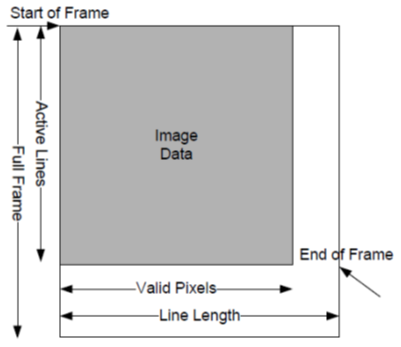 Start of Frame
Active Lines
Full Frame
Image
Data
End of Frame
Valid Pixels
Line Length